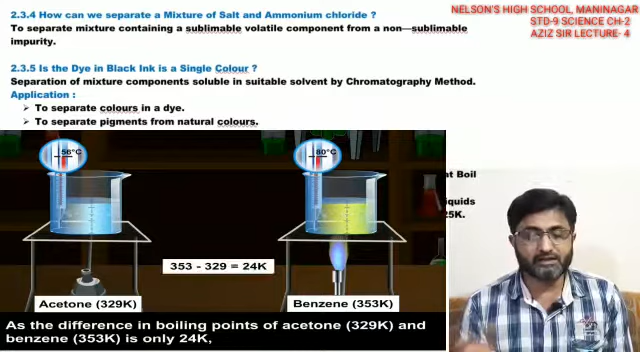 NELSON'S HIGH SCHOOL, MANINAGAR
STD-9 SCIENCE CH-2
AZIZ SIR LECTURE- 4
2.3.4 How can we separate a Mixture of Salt and Ammonium chloride ?
To separate mixture containing a sublimable volatile component from a non—sublimable
impurity.
2.3.5 Is the Dye in Black Ink is a Single Colour ?
Separation of mixture components soluble in suitable solvent by Chromatography Method.
Application :
➢ To separate colours in a dye.
➢ To separate pigments from natural colours.
56°C
80°C
nt Boil
iquids
25K.
353 - 329 = 24K
Acetone (329K)
Benzene (353K)
As the difference in boiling points of acetone (329K) and
benzene (353K) is only 24K,